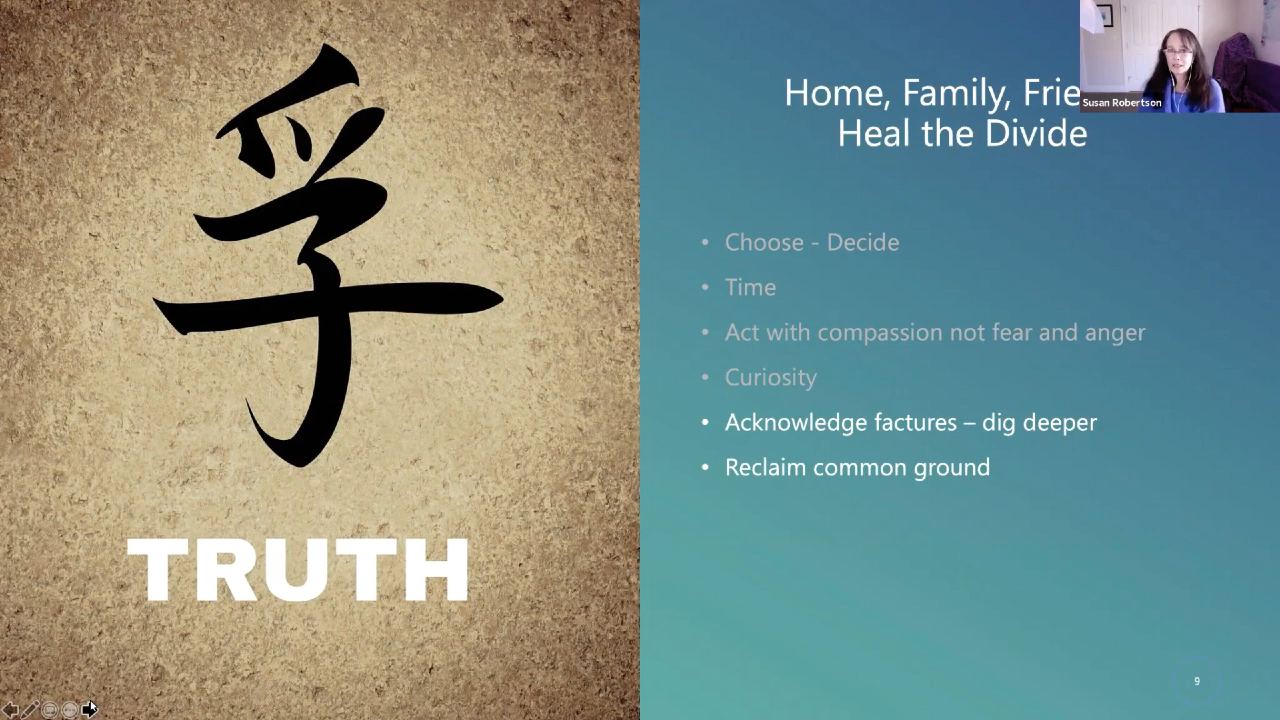 孚
TRUTH
Home, Family, Frie
Heal the Divide
• Choose - Decide
• Time
• Act with compassion not fear and anger
• Curiosity
• Acknowledge factures – dig deeper
• Reclaim common ground
Susan Robertson
9